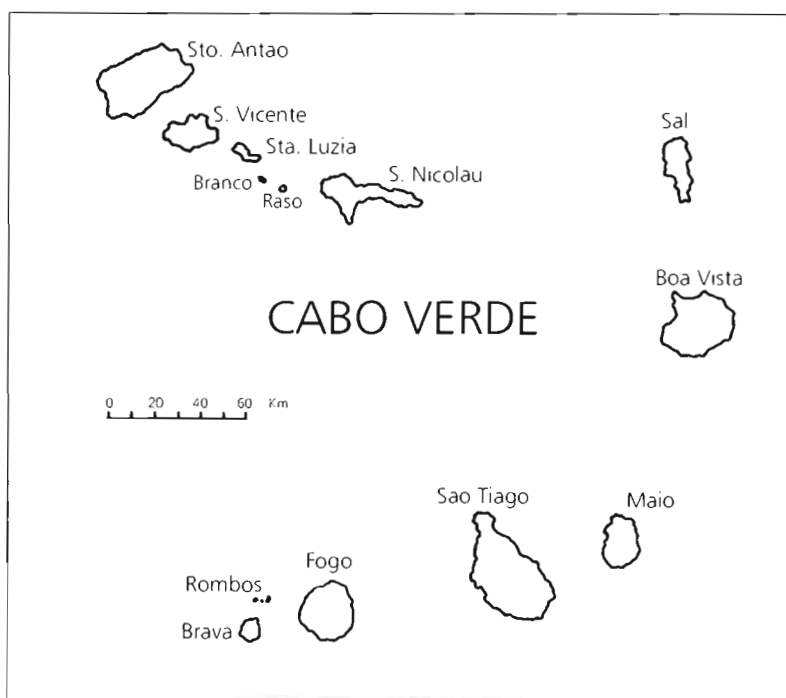 Sto. Antao
S. Vicente
Sta. Luzia
Branco
Raso
S. Nicolau
Sal
Boa Vista
CABO VERDE
0 20 40 60 Km
Sao Tiago
Maio
Fogo
Rombos
Brava